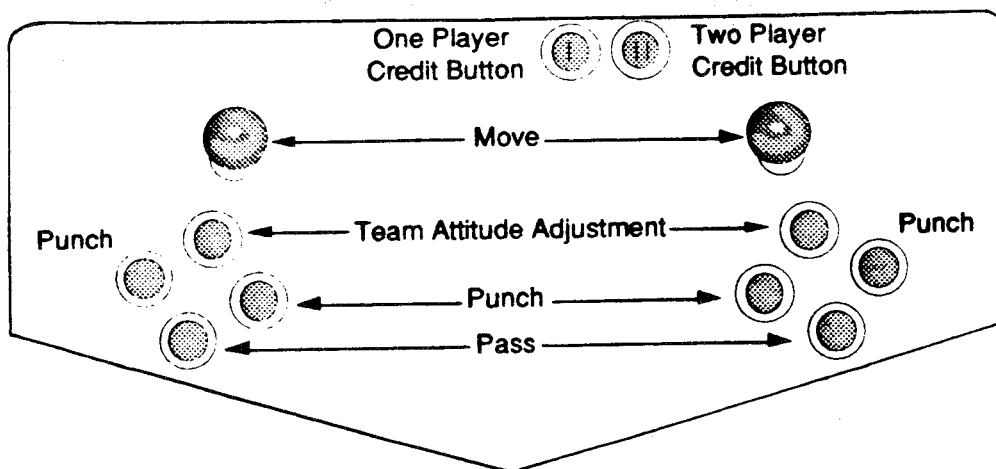 One Player
Credit Button
I
II
Two Player
Credit Button
Move
Team Attitude Adjustment
Punch
Punch
Punch
Pass